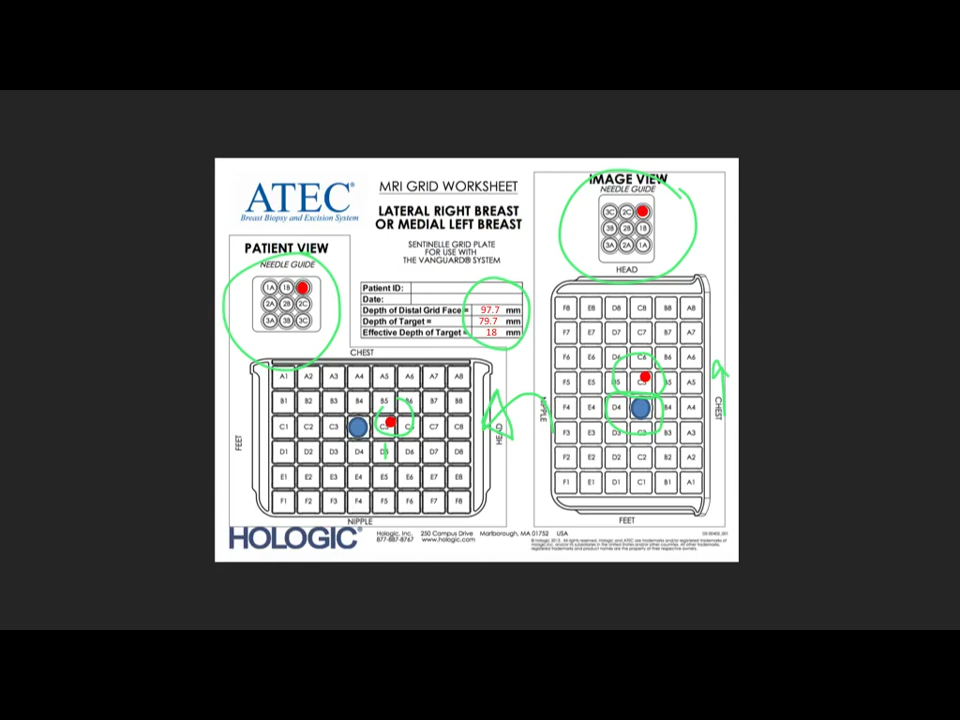 ATEC®
Breast Biopsy and Excision System
MRI GRID WORKSHEET
LATERAL RIGHT BREAST
OR MEDIAL LEFT BREAST
SENTINELLE GRID PLATE
FOR USE WITH
THE VANGUARD® SYSTEM
PATIENT VIEW
NEEDLE GUIDE
1A 1B
2A 2B 2C
3A 3B 3C
Patient ID:
Date:
Depth of Distal Grid Face = 97.7 mm
Depth of Target = 79.7 mm
Effective Depth of Target = 18 mm
CHEST
FEET
HEAD
A1 A2 A3 A4 A5 A6 A7 A8
B1 B2 B3 B4 B5 B6 B7 B8
C1 C2 C3 C7 C8
D1 D2 D3 D4 D5 D6 D7 D8
E1 E2 E3 E4 E5 E6 E7 E8
F1 F2 F3 F4 F5 F6 F7 F8
NIPPLE
IMAGE VIEW
NEEDLE GUIDE
3C 2C
3B 2B 1B
3A 2A 1A
HEAD
NIPPLE
CHEST
F8 E8 D8 C8 B8 A8
F7 E7 D7 C7 B7 A7
F6 E6 D6 C6 B6 A6
F5 E5 D5 B5 A5
F4 E4 D4 B4 A4
F3 E3 D3 C3 B3 A3
F2 E2 D2 C2 B2 A2
F1 E1 D1 C1 B1 A1
FEET
HOLOGIC®
Hologic, Inc. 250 Campus Drive Marlborough, MA 01752 USA
877-887-8767 www.hologic.com